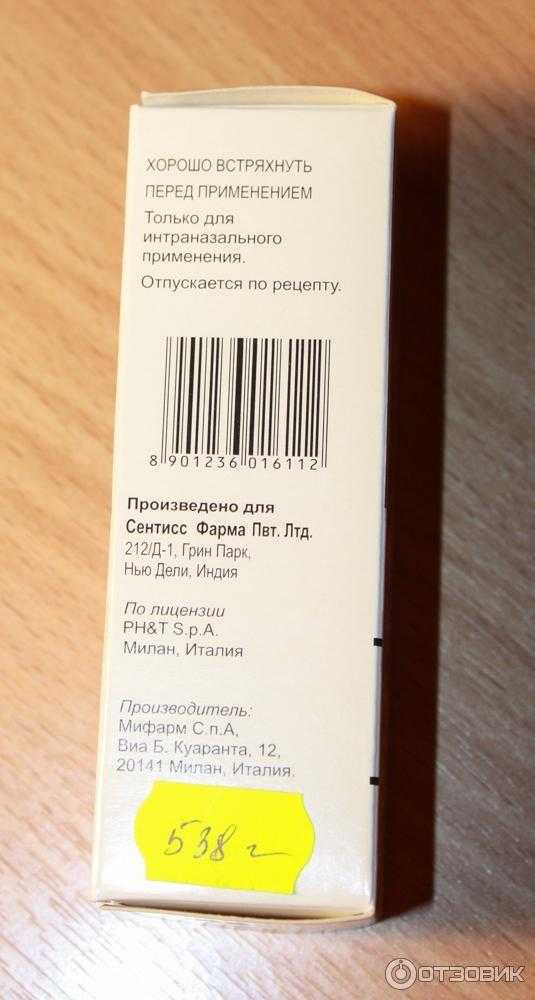 ХОРОШО ВСТРЯХНУТЬ
ПЕРЕД ПРИМЕНЕНИЕМ
Только для
интраназального
применения.
Отпускается по рецепту.
8 901236 016112
Произведено для
Сентисс Фарма Пвт. Лтд.
212/Д-1, Грин Парк,
Нью Дели, Индия
По лицензии
PH&T S.p.A.
Милан, Италия
Производитель:
Мифарм С.п.А,
Виа Б. Куаранта, 12,
20141 Милан, Италия.
538
ОТЗОВИК